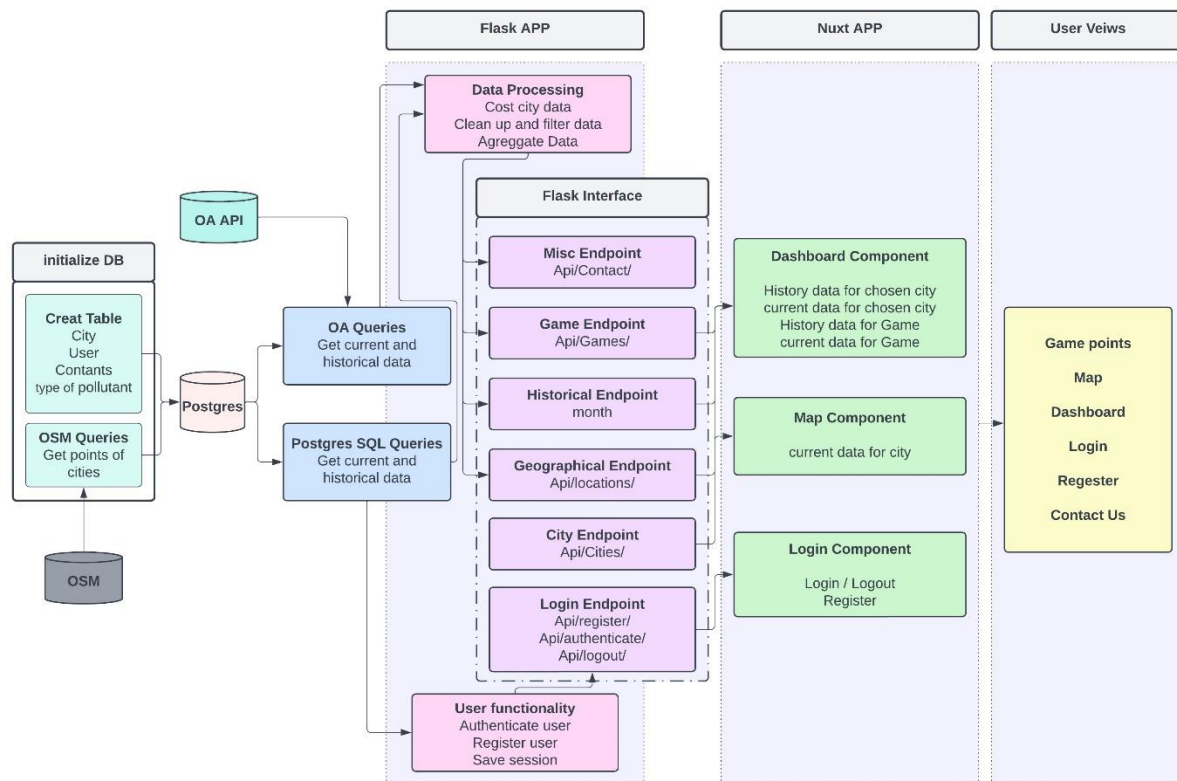 Flask APP
Nuxt APP
User Veiws
Data Processing
Cost city data
Clean up and filter data
Agreggate Data
OA API
Flask Interface
initialize DB
Creat Table
City
User
Contants
type of pollutant
OSM Queries
Get points of
cities
OSM
Postgres
OA Queries
Get current and
historical data
Postgres SQL Queries
Get current and
historical data
Misc Endpoint
Api/Contact/
Game Endpoint
Api/Games/
Historical Endpoint
month
Geographical Endpoint
Api/locations/
City Endpoint
Api/Cities/
Login Endpoint
Api/register/
Api/authenticate/
Api/logout/
User functionality
Authenticate user
Register user
Save session
Dashboard Component
History data for chosen city
current data for chosen city
History data for Game
current data for Game
Map Component
current data for city
Login Component
Login / Logout
Register
Game points
Map
Dashboard
Login
Regester
Contact Us